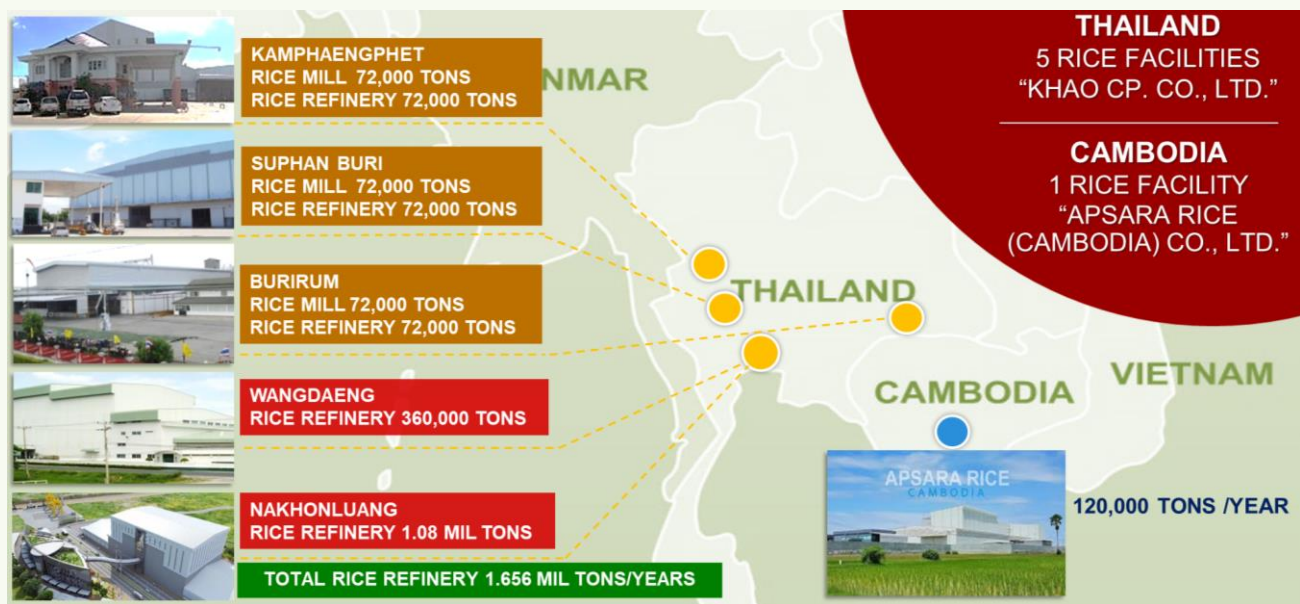 KAMPHAENGPHET
RICE MILL 72,000 TONS
RICE REFINERY 72,000 TONS
SUPHAN BURI
RICE MILL 72,000 TONS
RICE REFINERY 72,000 TONS
BURIRUM
RICE MILL 72,000 TONS
RICE REFINERY 72,000 TONS
WANGDAENG
RICE REFINERY 360,000 TONS
NAKHONLUANG
RICE REFINERY 1.08 MIL TONS
TOTAL RICE REFINERY 1.656 MIL TONS/YEARS
NMAR
THAILAND
CAMBODIA
VIETNAM
THAILAND
5 RICE FACILITIES
“KHAO CP. CO., LTD.”
CAMBODIA
1 RICE FACILITY
“APSARA RICE
(CAMBODIA) CO., LTD.”
APSARA RICE
CAMBODIA
120,000 TONS /YEAR